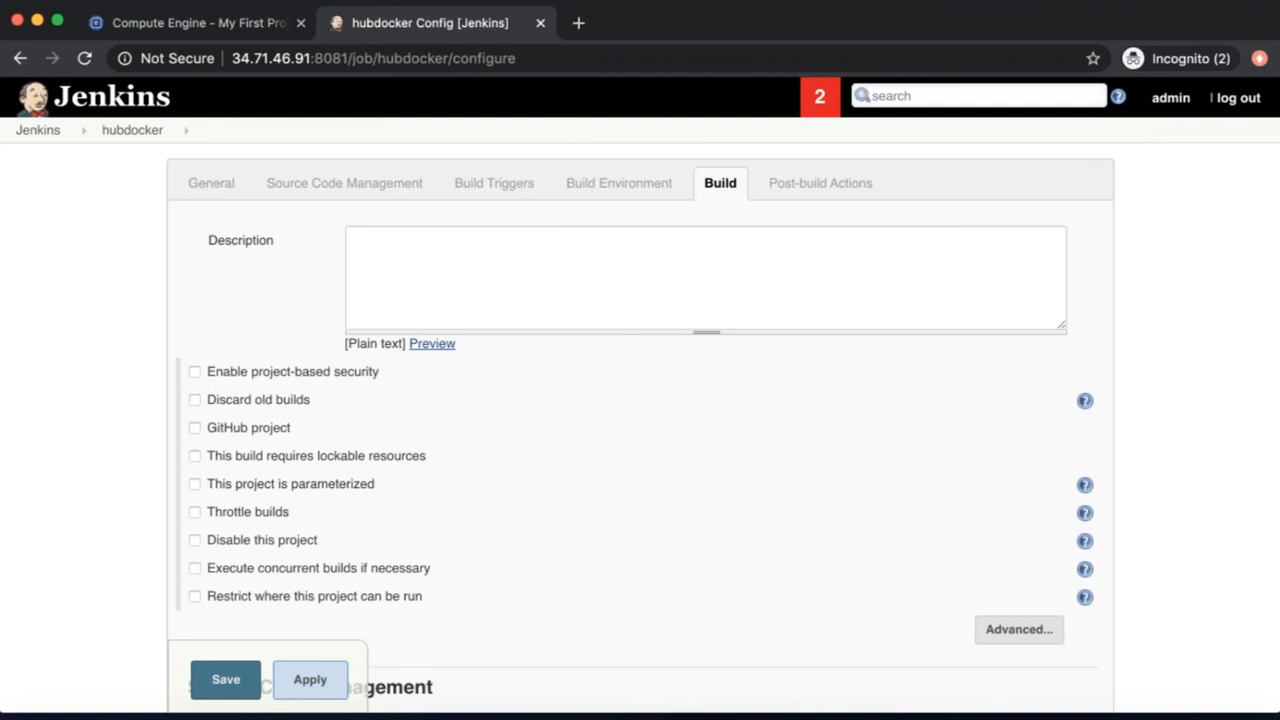 Compute Engine - My First Pro
hubdocker Config [Jenkins]
Not Secure 34.71.46.91:8081/job/hubdocker/configure
Incognito (2)
Jenkins
2
search
admin
| log out
Jenkins
hubdocker
General
Source Code Management
Build Triggers
Build Environment
Build
Post-build Actions
Description
[Plain text] Preview
Enable project-based security
Discard old builds
GitHub project
This build requires lockable resources
This project is parameterized
Throttle builds
Disable this project
Execute concurrent builds if necessary
Restrict where this project can be run
Advanced...
Save
Apply
agement